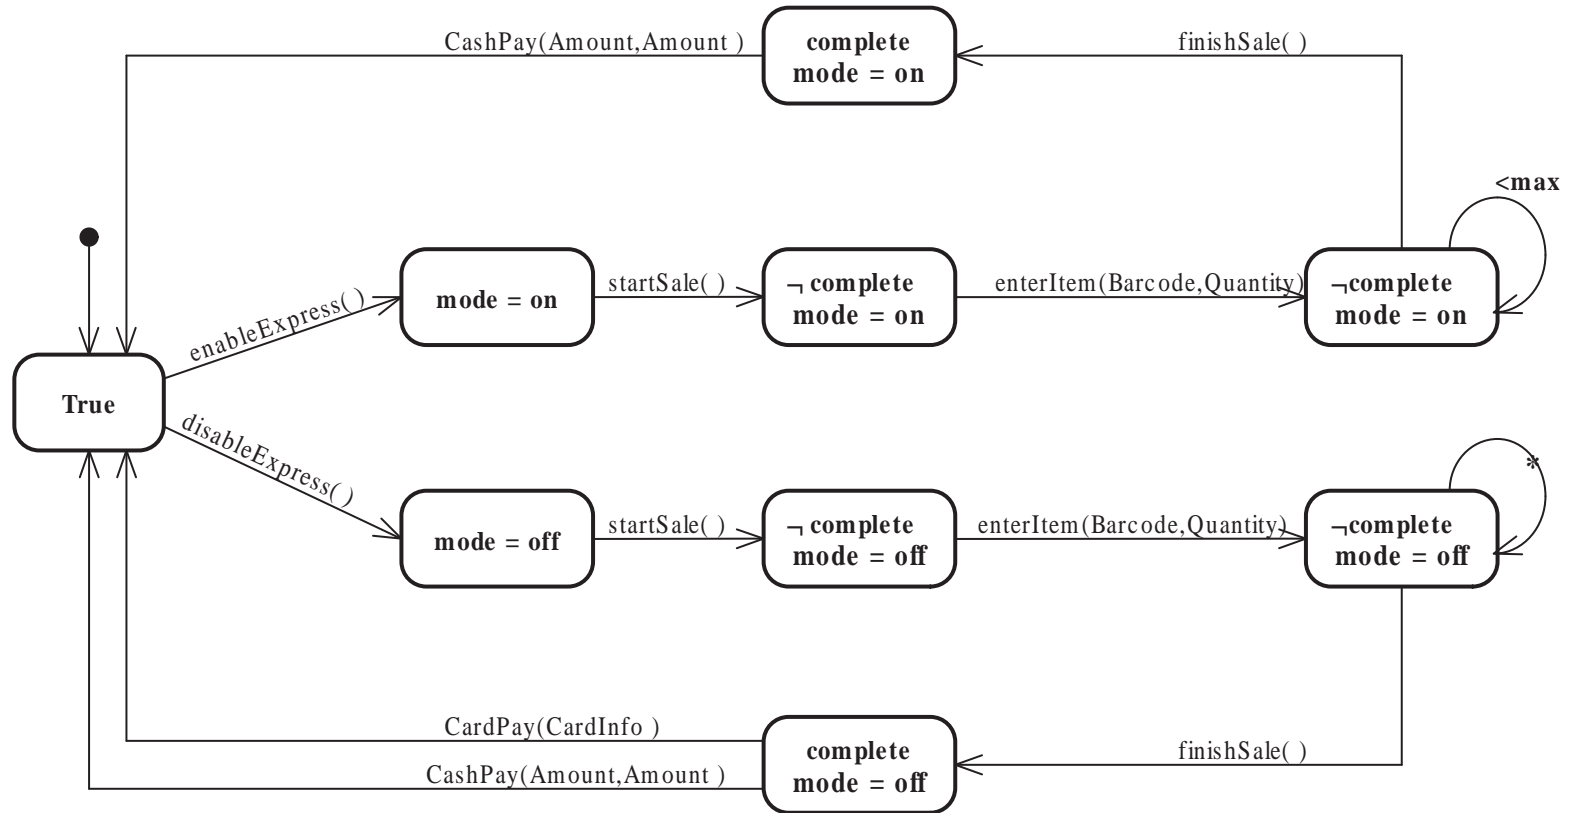 CashPay(Amount,Amount )
complete
mode = on
finishSale( )
<max
enableExpress( )
mode = on
startSale( )
¬ complete
mode = on
enterItem(Barcode,Quantity)
¬complete
mode = on
True
disableExpress( )
mode = off
startSale( )
¬ complete
mode = off
enterItem(Barcode,Quantity)
¬complete
mode = off
*
CardPay(CardInfo )
CashPay(Amount,Amount )
complete
mode = off
finishSale( )